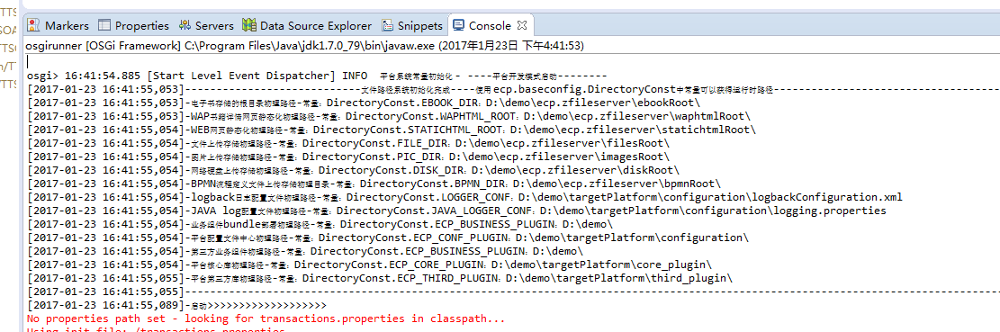 TTS
SOA
TTSO
n/TT
/TTS
Markers Properties Servers Data Source Explorer Snippets Console
osgirunner [OSGi Framework] C:\Program Files\Java\jdk1.7.0_79\bin\javaw.exe (2017年1月23日 下午4:41:53)
osgi> 16:41:54.885 [Start Level Event Dispatcher] INFO 平台系统常量初始化 - ----平台开发模式启动--------
[2017-01-23 16:41:55,053]----------------------------文件路径系统初始化完成----使用ecp.baseconfig.DirectoryConst中常量可以获得运行时路径--------------------------------
[2017-01-23 16:41:55,053]-电子书存储的根目录物理路径-常量：DirectoryConst.EBOOK_DIR：D:\demo\ecp.zfileserver\ebookRoot\
[2017-01-23 16:41:55,053]-WAP书籍详情网页静态化物理路径-常量：DirectoryConst.WAPHTML_ROOT：D:\demo\ecp.zfileserver\waphtmlRoot\
[2017-01-23 16:41:55,054]-WEB网页静态化物理路径-常量：DirectoryConst.STATICHTML_ROOT：D:\demo\ecp.zfileserver\statichtmlRoot\
[2017-01-23 16:41:55,054]-文件上传存储物理路径-常量：DirectoryConst.FILE_DIR：D:\demo\ecp.zfileserver\filesRoot\
[2017-01-23 16:41:55,054]-图片上传存储物理路径-常量：DirectoryConst.PIC_DIR：D:\demo\ecp.zfileserver\imagesRoot\
[2017-01-23 16:41:55,054]-网络硬盘上传存储物理路径-常量：DirectoryConst.DISK_DIR：D:\demo\ecp.zfileserver\diskRoot\
[2017-01-23 16:41:55,054]-BPMN流程定义文件上传存储物理目录-常量：DirectoryConst.BPMN_DIR：D:\demo\ecp.zfileserver\bpmnRoot\
[2017-01-23 16:41:55,054]-logback日志配置文件物理路径-常量：DirectoryConst.LOGGER_CONF：D:\demo\targetPlatform\configuration\logbackConfiguration.xml
[2017-01-23 16:41:55,054]-JAVA log配置文件物理路径-常量：DirectoryConst.JAVA_LOGGER_CONF：D:\demo\targetPlatform\configuration\logging.properties
[2017-01-23 16:41:55,054]-业务组件bundle部署物理路径-常量：DirectoryConst.ECP_BUSINESS_PLUGIN：D:\demo\
[2017-01-23 16:41:55,054]-平台配置文件中心物理路径-常量：DirectoryConst.ECP_CONF_PLUGIN：D:\demo\targetPlatform\configuration\
[2017-01-23 16:41:55,054]-第三方业务组件物理路径-常量：DirectoryConst.ECP_BUSINESS_PLUGIN：D:\demo\
[2017-01-23 16:41:55,054]-平台核心库物理路径-常量：DirectoryConst.ECP_CORE_PLUGIN：D:\demo\targetPlatform\core_plugin\
[2017-01-23 16:41:55,055]-平台第三方库物理路径-常量：DirectoryConst.ECP_THIRD_PLUGIN：D:\demo\targetPlatform\third_plugin\
[2017-01-23 16:41:55,055]--------------------------------------------------------------------------------------------------------------------------------
[2017-01-23 16:41:55,089]-启动>>>>>>>>>>>>>>>>>>>
No properties path set - looking for transactions.properties in classpath...
Using init file: /transactions.properties